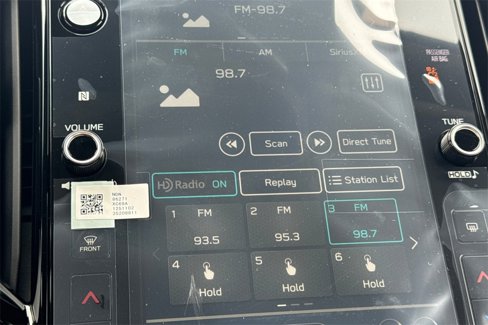 FM-98.7
FM AM Sirius
PASSENGER
AIR BAG
98.7
N
VOLUME
TUNE
Scan
Direct Tune
HOLD
HD Radio ON
Replay
Station List
NDA
1 FM
93.5
2 FM
95.3
3 FM
98.7
FRONT
4
Hold
5
Hold
6
Hold